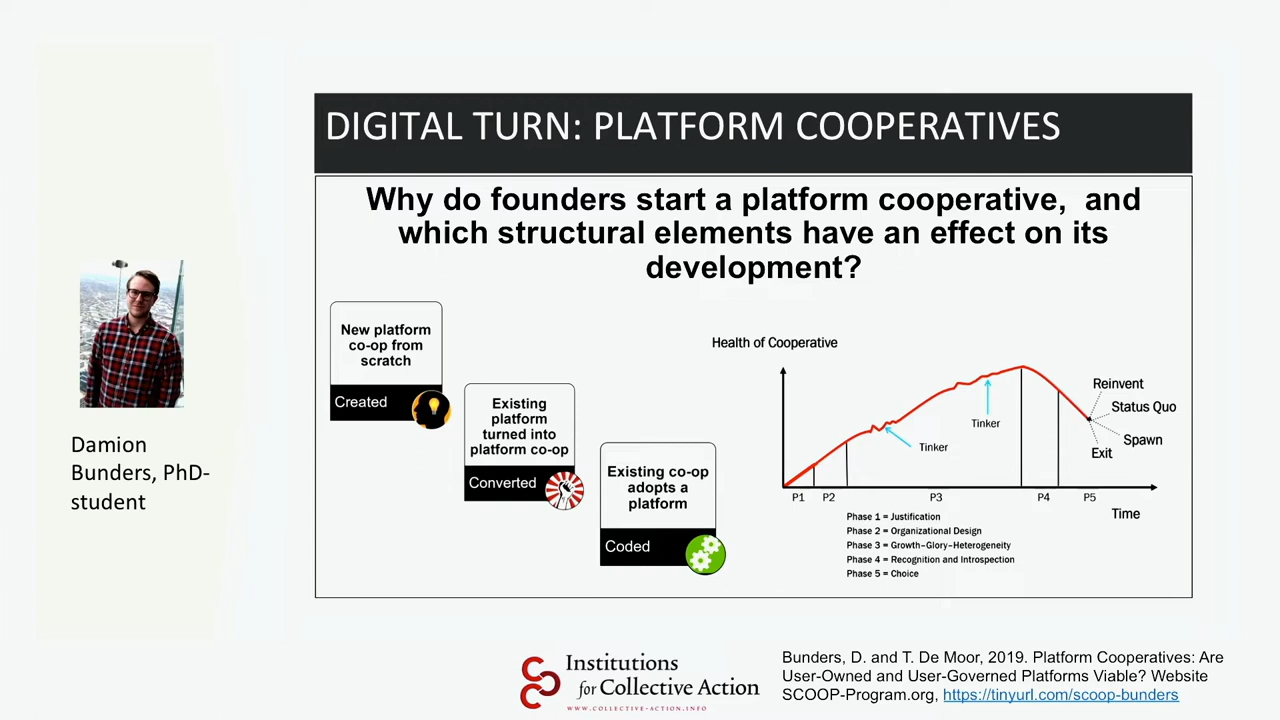 DIGITAL TURN: PLATFORM COOPERATIVES
Why do founders start a platform cooperative, and
which structural elements have an effect on its
development?
New platform
co-op from
scratch
Created
Existing
platform
turned into
platform co-op
Converted
Existing co-op
adopts a
platform
Coded
Health of Cooperative
Reinvent
Status Quo
Spawn
Exit
Tinker
Tinker
P1
P2
P3
P4
P5
Time
Phase 1 = Justification
Phase 2 = Organizational Design
Phase 3 = Growth–Glory–Heterogeneity
Phase 4 = Recognition and Introspection
Phase 5 = Choice
Damion
Bunders, PhD-
student
Institutions
for Collective Action
WWW.COLLECTIVE-ACTION.INFO
Bunders, D. and T. De Moor, 2019. Platform Cooperatives: Are
User-Owned and User-Governed Platforms Viable? Website
SCOOP-Program.org, https://tinyurl.com/scoop-bunders